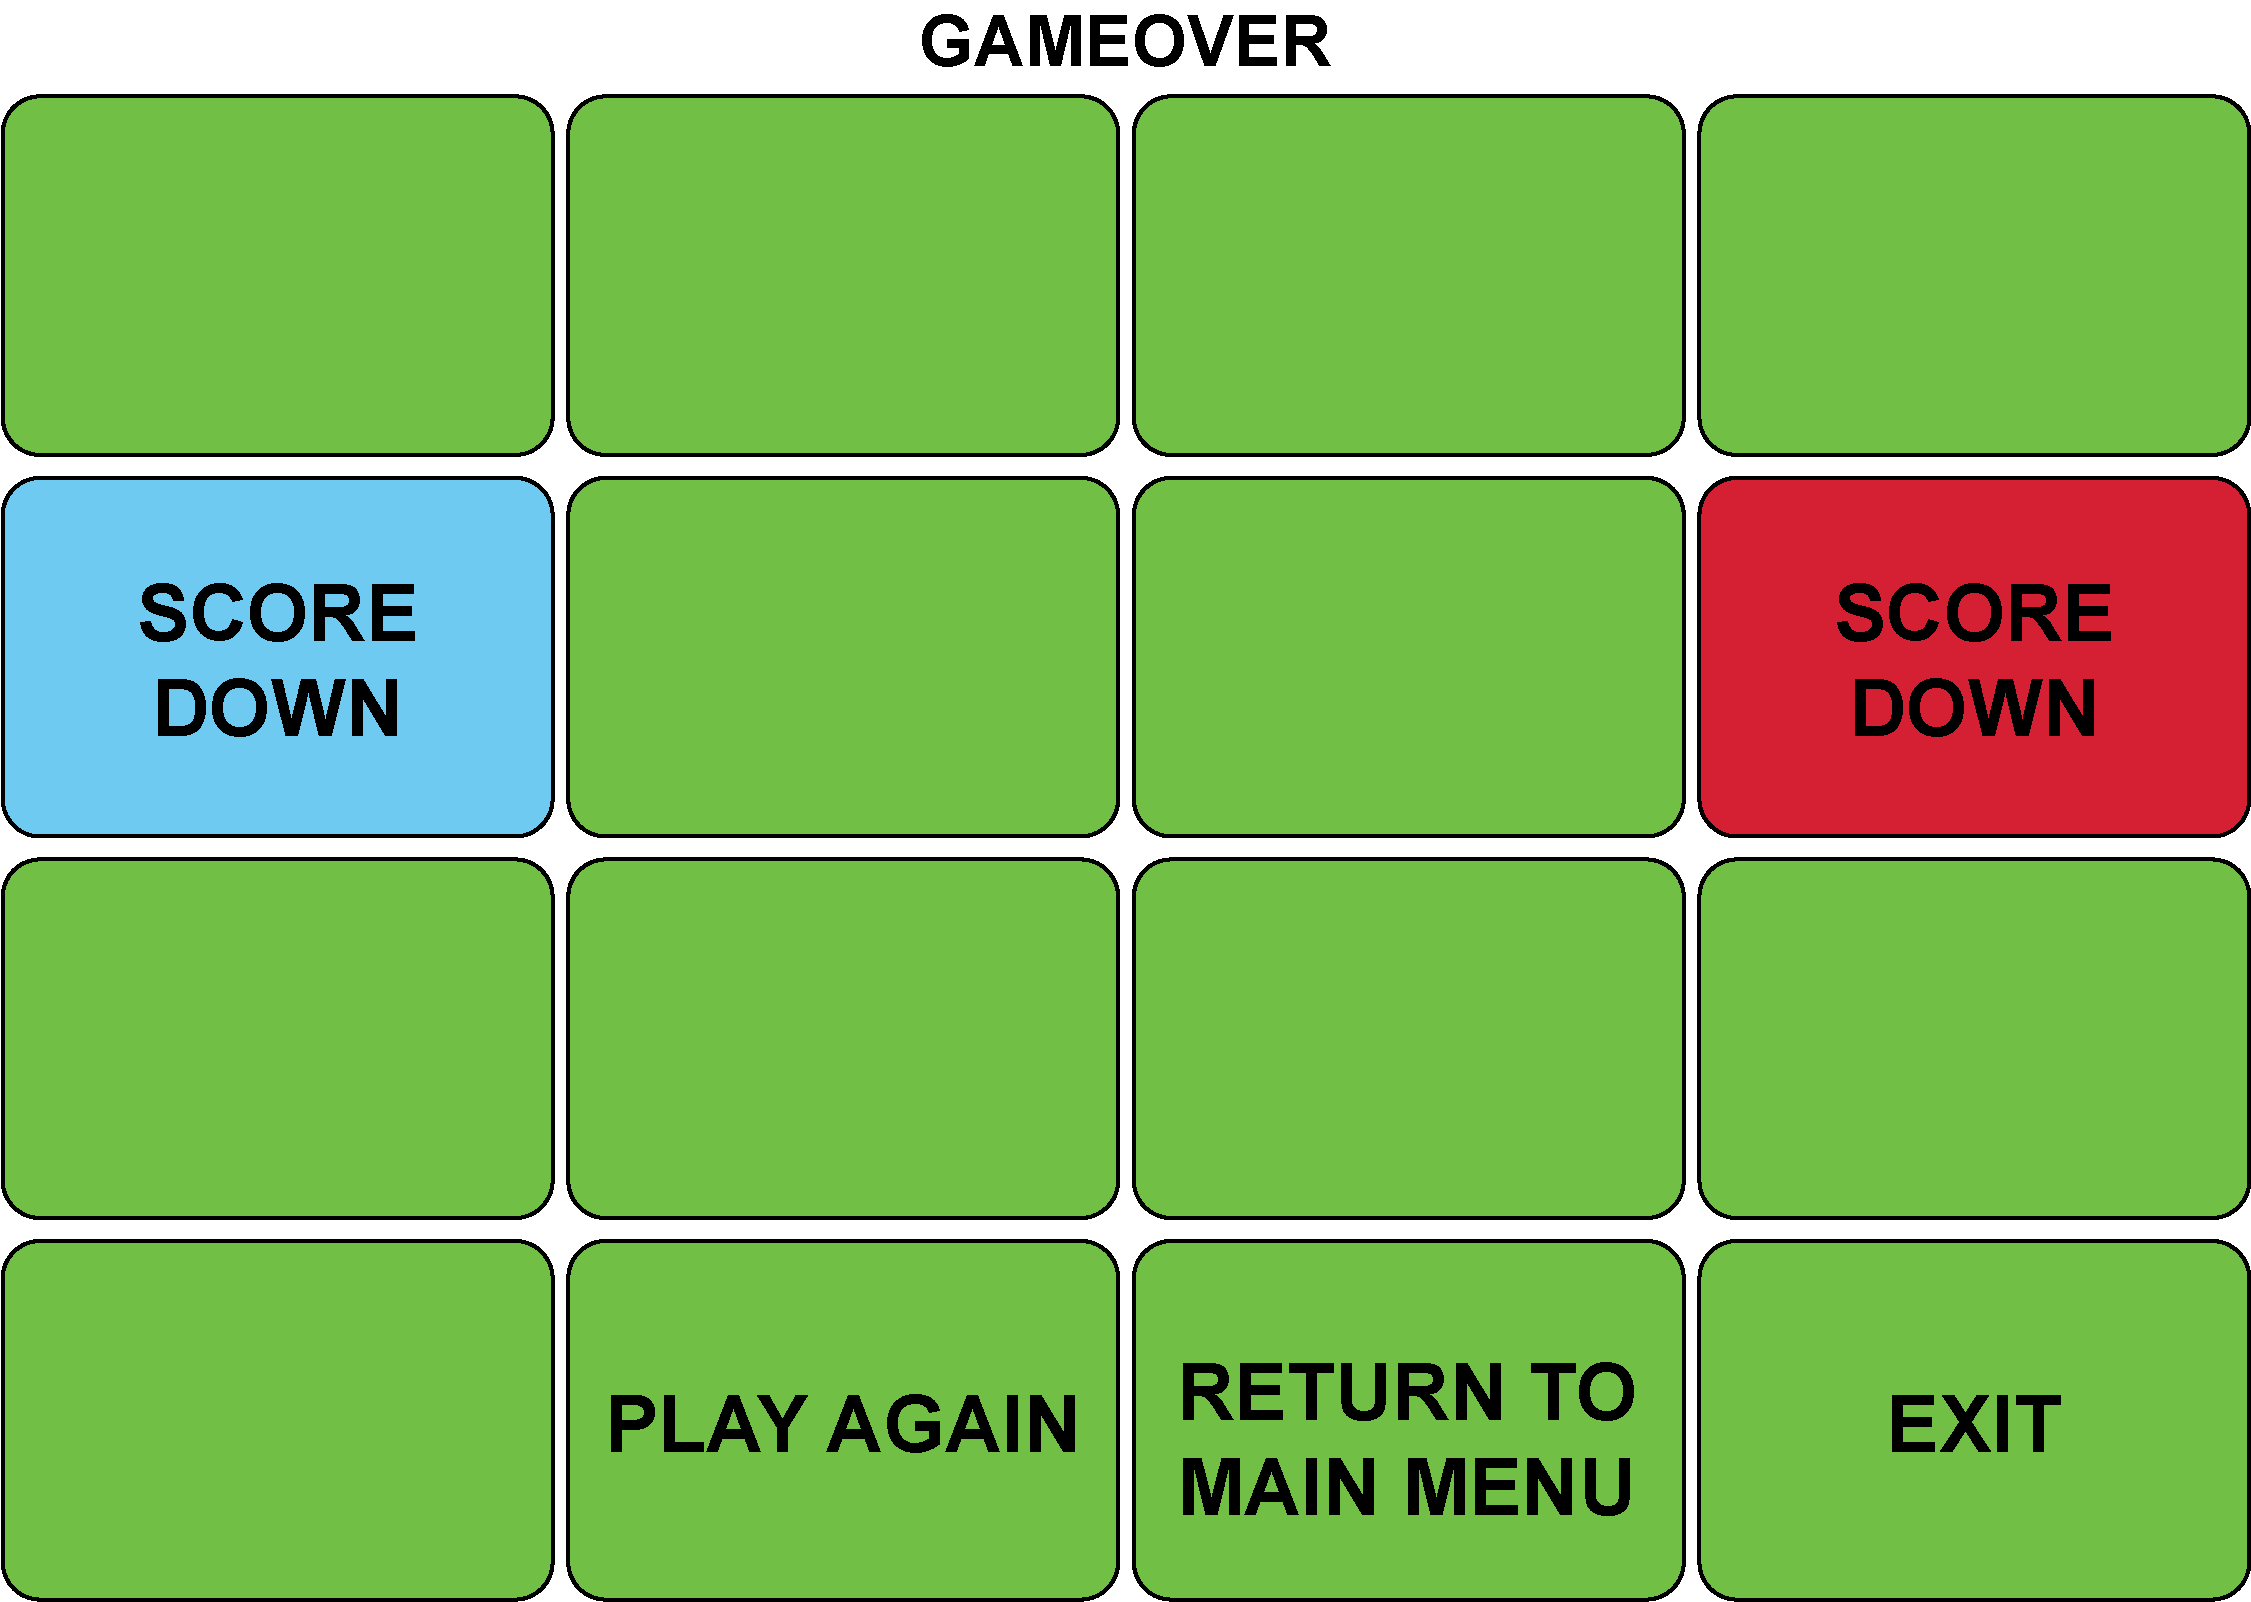 GAMEOVER
SCORE
DOWN
SCORE
DOWN
PLAY AGAIN
RETURN TO
MAIN MENU
EXIT